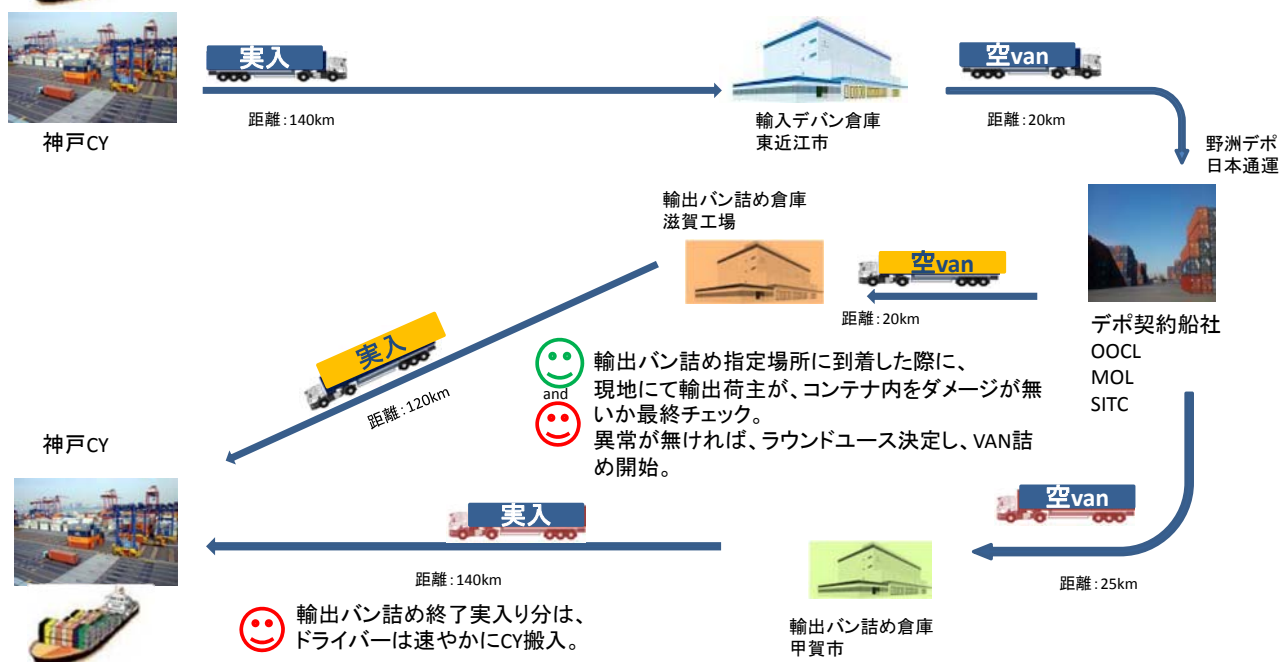 実入
空van
距離:140km
距離:20km
神戸CY
輸入デバン倉庫
東近江市
野洲デポ
日本通運
輸出バン詰め倉庫
滋賀工場
空van
距離:20km
デポ契約船社
OOCL
MOL
SITC
実入
距離:120km
and
輸出バン詰め指定場所に到着した際に、
現地にて輸出荷主が、コンテナ内をダメージが無
いか最終チェック。
異常が無ければ、ラウンドユース決定し、VAN詰
め開始。
神戸CY
実入
空van
距離:140km
距離:25km
輸出バン詰め終了実入り分は、
ドライバーは速やかにCY搬入。
輸出バン詰め倉庫
甲賀市